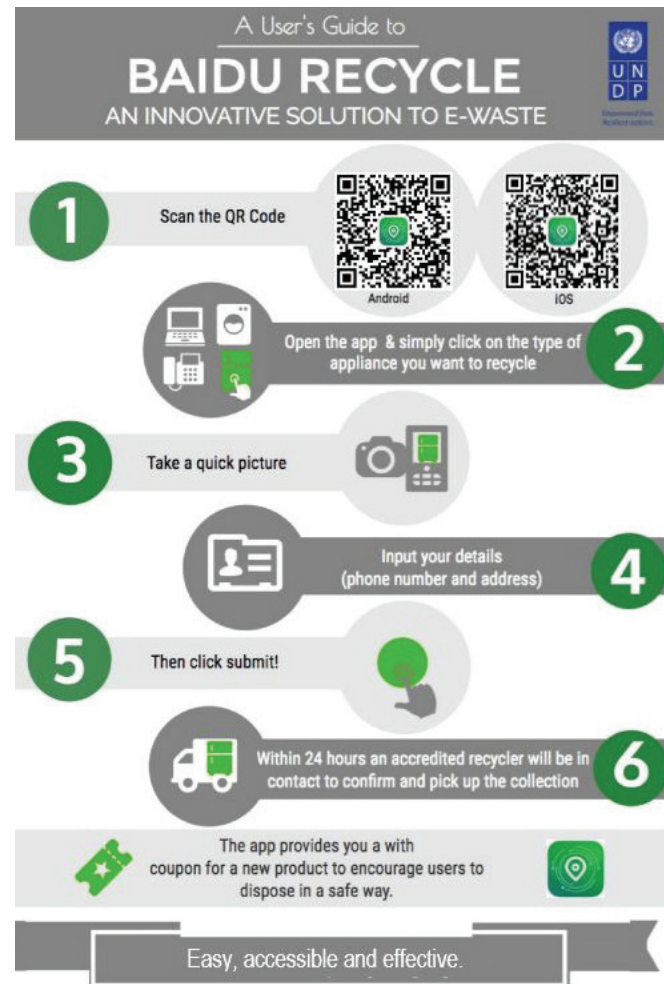 A User's Guide to
BAIDU RECYCLE
AN INNOVATIVE SOLUTION TO E-WASTE
U N
D P
Empowered lives.
Resilient nations.
1
Scan the QR Code
Android
iOS
Open the app & simply click on the type of
appliance you want to recycle
2
3
Take a quick picture
Input your details
(phone number and address)
4
5
Then click submit!
Within 24 hours an accredited recycler will be in
contact to confirm and pick up the collection
6
The app provides you a with
coupon for a new product to encourage users to
dispose in a safe way.
Easy, accessible and effective.